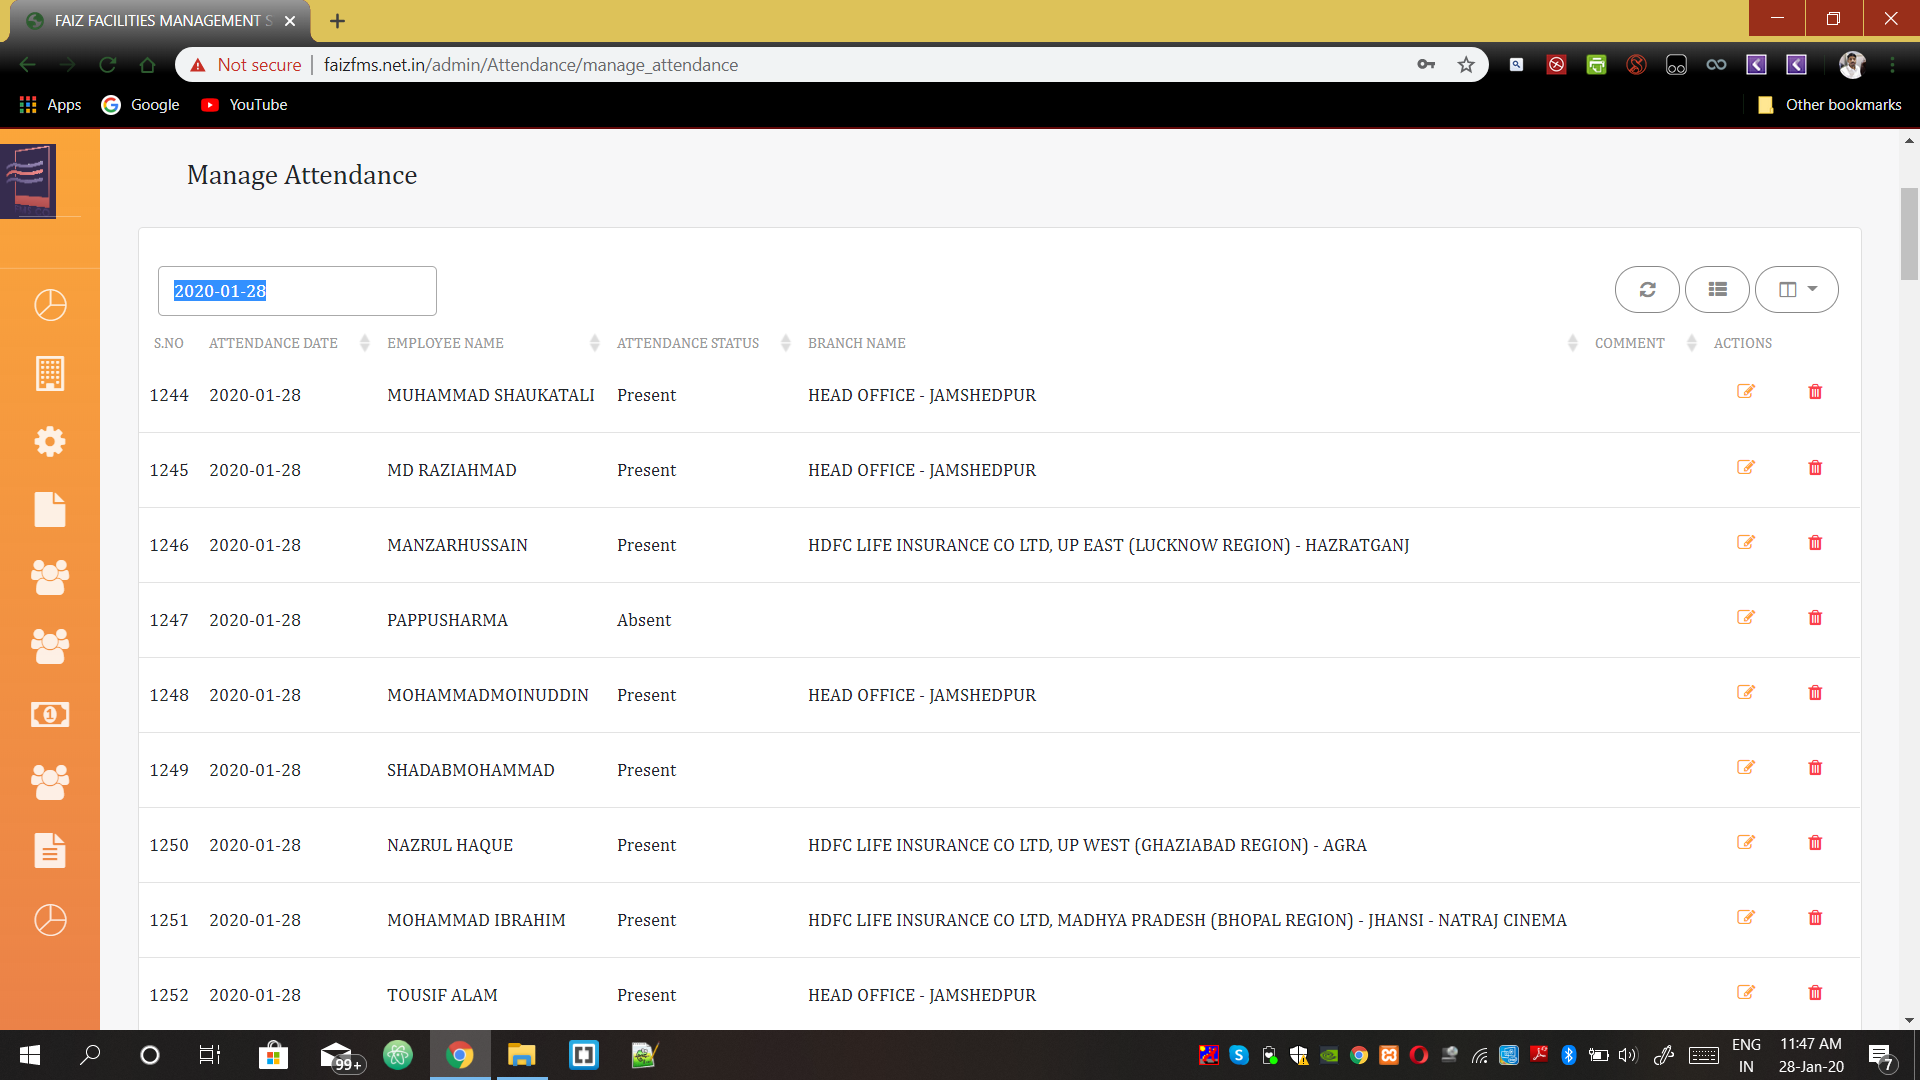 FAIZ FACILITIES MANAGEMENT S
Not secure
faizfms.net.in/admin/Attendance/manage_attendance
Apps
Google
YouTube
Other bookmarks
Manage Attendance
2020-01-28
S.NO ATTENDANCE DATE EMPLOYEE NAME ATTENDANCE STATUS BRANCH NAME COMMENT ACTIONS
1244 2020-01-28 MUHAMMAD SHAUKATALI Present HEAD OFFICE - JAMSHEDPUR
1245 2020-01-28 MD RAZIAHMAD Present HEAD OFFICE - JAMSHEDPUR
1246 2020-01-28 MANZARHUSSAIN Present HDFC LIFE INSURANCE CO LTD, UP EAST (LUCKNOW REGION) - HAZRATGANJ
1247 2020-01-28 PAPPUSHARMA Absent
1248 2020-01-28 MOHAMMADMOINUDDIN Present HEAD OFFICE - JAMSHEDPUR
1249 2020-01-28 SHADABMOHAMMAD Present
1250 2020-01-28 NAZRUL HAQUE Present HDFC LIFE INSURANCE CO LTD, UP WEST (GHAZIABAD REGION) - AGRA
1251 2020-01-28 MOHAMMAD IBRAHIM Present HDFC LIFE INSURANCE CO LTD, MADHYA PRADESH (BHOPAL REGION) - JHANSI - NATRAJ CINEMA
1252 2020-01-28 TOUSIF ALAM Present HEAD OFFICE - JAMSHEDPUR
99+
ENG
IN
11:47 AM
28-Jan-20
7